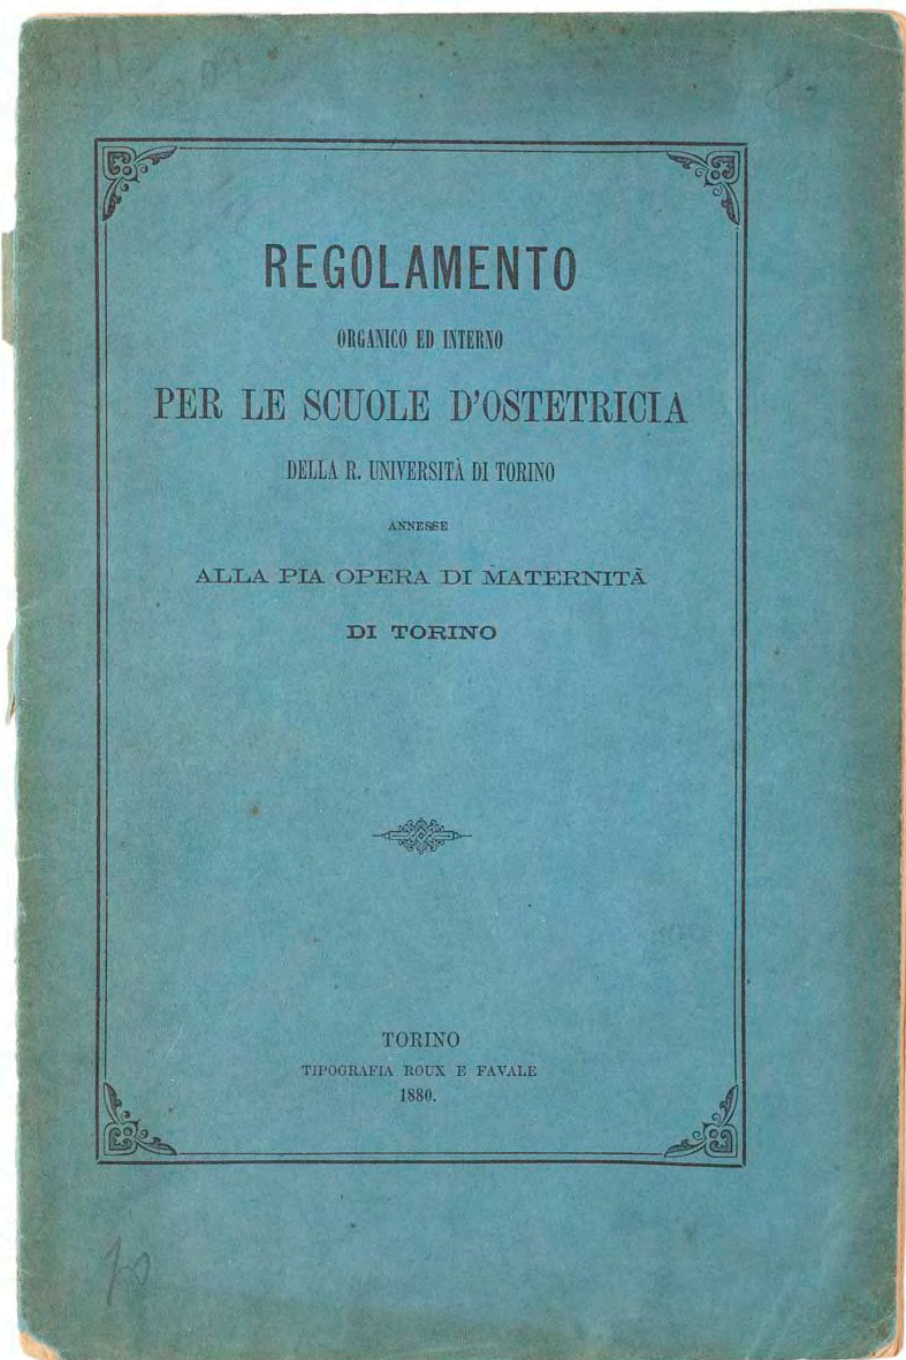 REGOLAMENTO
ORGANICO ED INTERNO
PER LE SCUOLE D'OSTETRICIA
DELLA R. UNIVERSITÀ DI TORINO
ANNESSE
ALLA PIA OPERA DI MATERNITÀ
DI TORINO
TORINO
TIPOGRAFIA ROUX E FAVALE
1880.